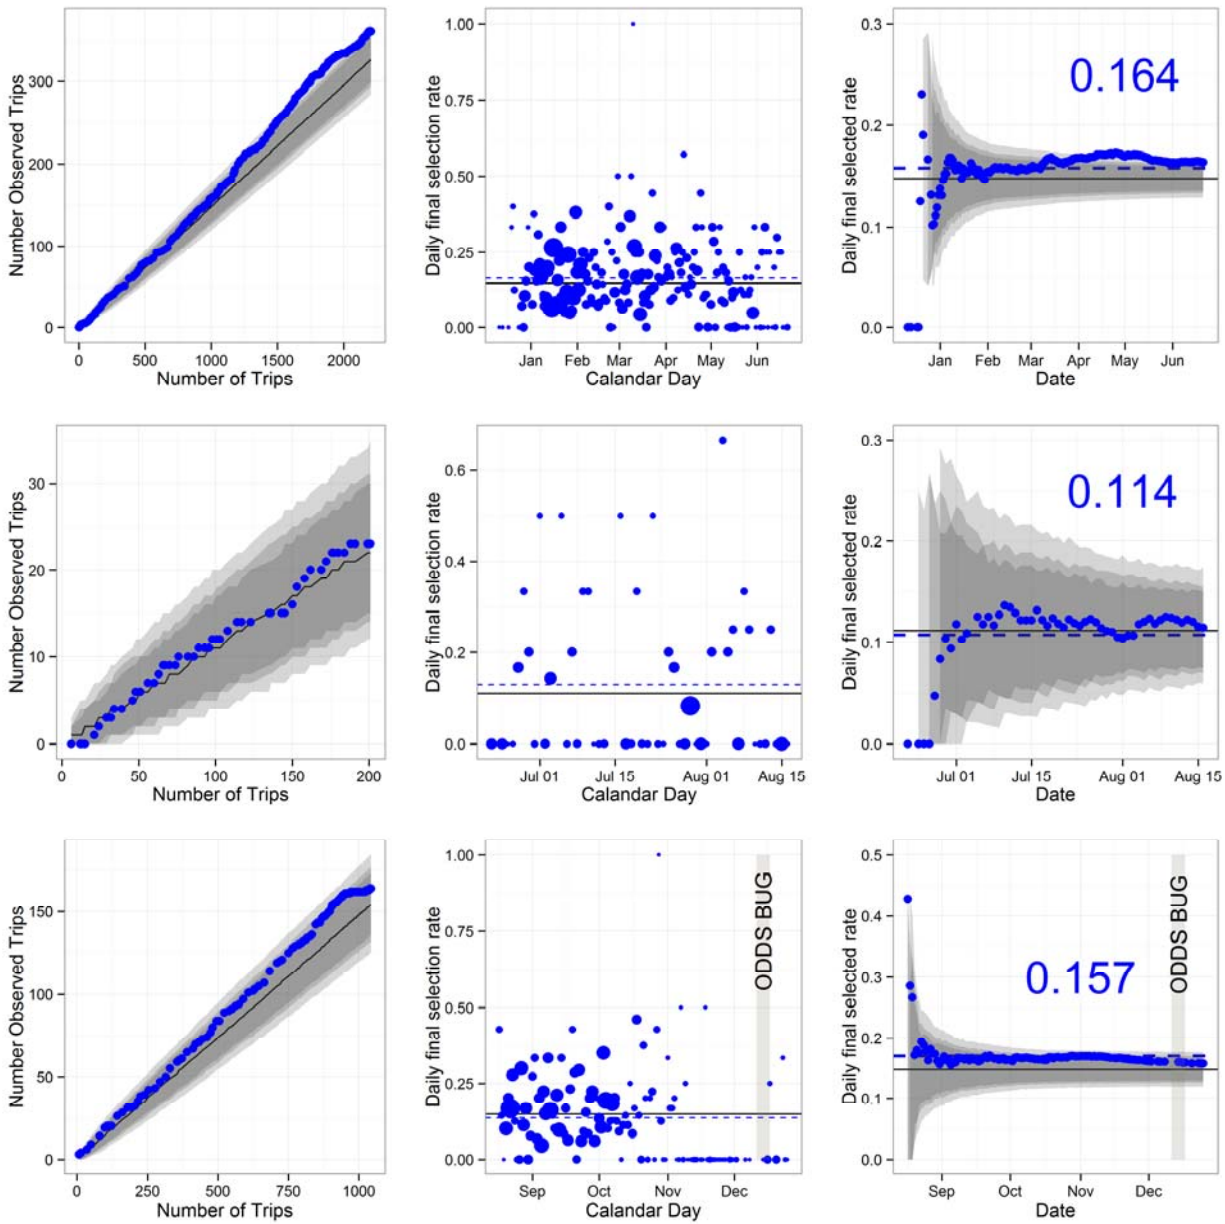 Number Observed Trips
300
200
100
0
0 500 1000 1500 2000
Number of Trips
Daily final selection rate
1.00
0.75
0.50
0.25
0.00
Jan Feb Mar Apr May Jun
Calandar Day
Daily final selected rate
0.3
0.2
0.1
0.0
0.164
Jan Feb Mar Apr May Jun
Date
Number Observed Trips
30
20
10
0
0 50 100 150 200
Number of Trips
Daily final selection rate
0.6
0.4
0.2
0.0
Jul 01 Jul 15 Aug 01 Aug 15
Calandar Day
Daily final selected rate
0.3
0.2
0.1
0.0
0.114
Jul 01 Jul 15 Aug 01 Aug 15
Date
Number Observed Trips
150
100
50
0
0 250 500 750 1000
Number of Trips
Daily final selection rate
1.00
0.75
0.50
0.25
0.00
ODDS BUG
Sep Oct Nov Dec
Calandar Day
Daily final selected rate
0.5
0.4
0.3
0.2
0.1
0.0
0.157
ODDS BUG
Sep Oct Nov Dec
Date